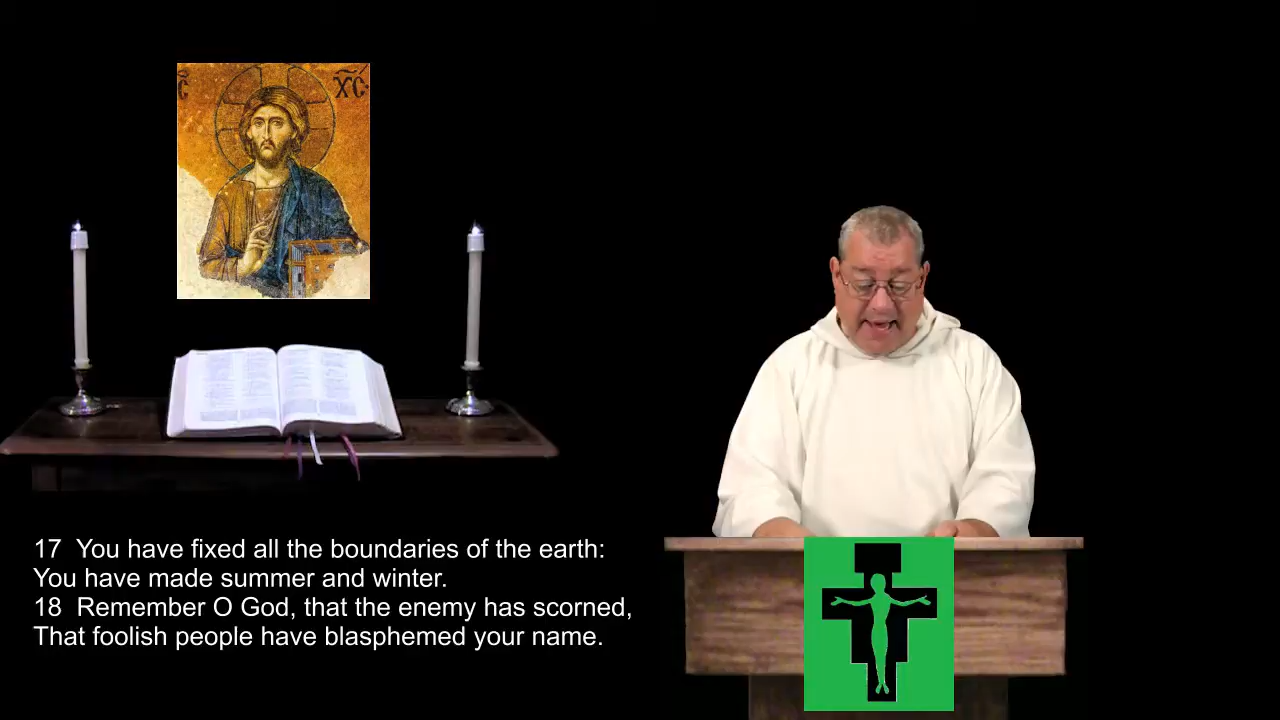 XC
17 You have fixed all the boundaries of the earth:
You have made summer and winter.
18 Remember O God, that the enemy has scorned,
That foolish people have blasphemed your name.